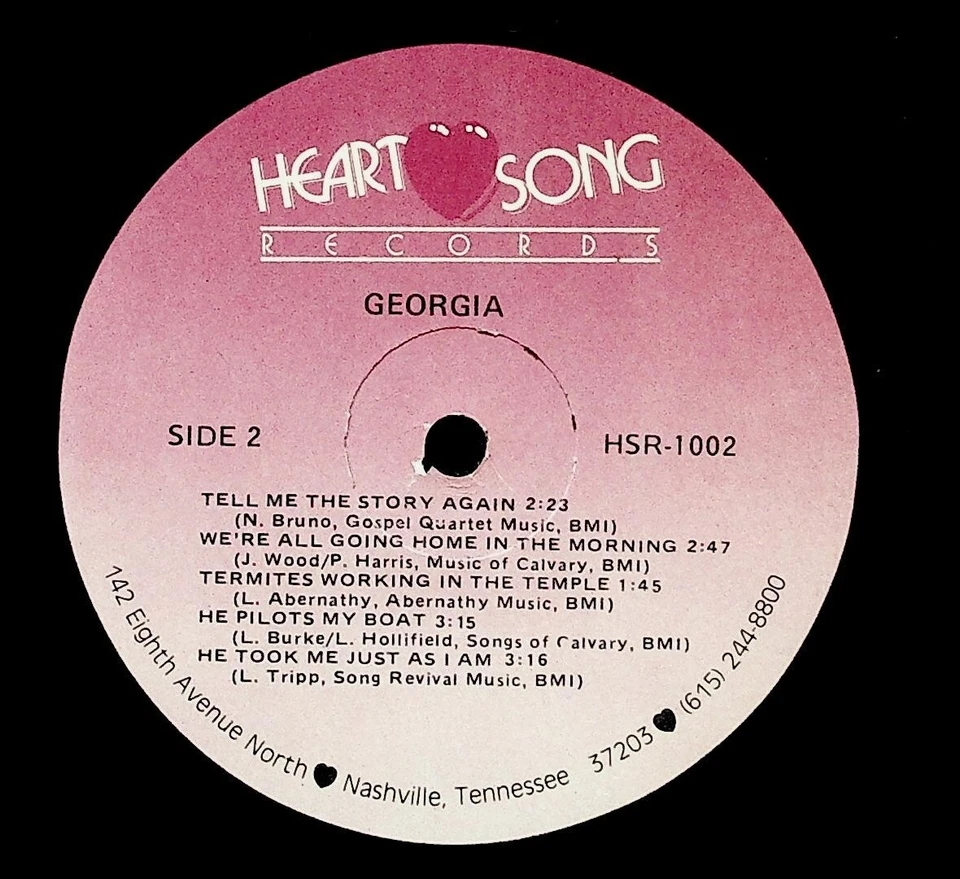 HEART SONG
RECORDS
GEORGIA
SIDE 2
HSR-1002
TELL ME THE STORY AGAIN 2:23
(N. Bruno, Gospel Quartet Music, BMI)
WE'RE ALL GOING HOME IN THE MORNING 2:47
(J. Wood/P. Harris, Music of Calvary, BMI)
TERMITES WORKING IN THE TEMPLE 1:45
(L. Abernathy, Abernathy Music, BMI)
HE PILOTS MY BOAT 3:15
(L. Burke/L. Hollifield, Songs of Calvary, BMI)
HE TOOK ME JUST AS I AM 3:16
(L. Tripp, Song Revival Music, BMI)
142 Eighth Avenue North ♥ Nashville, Tennessee 37203 ♥ (615) 244-8800